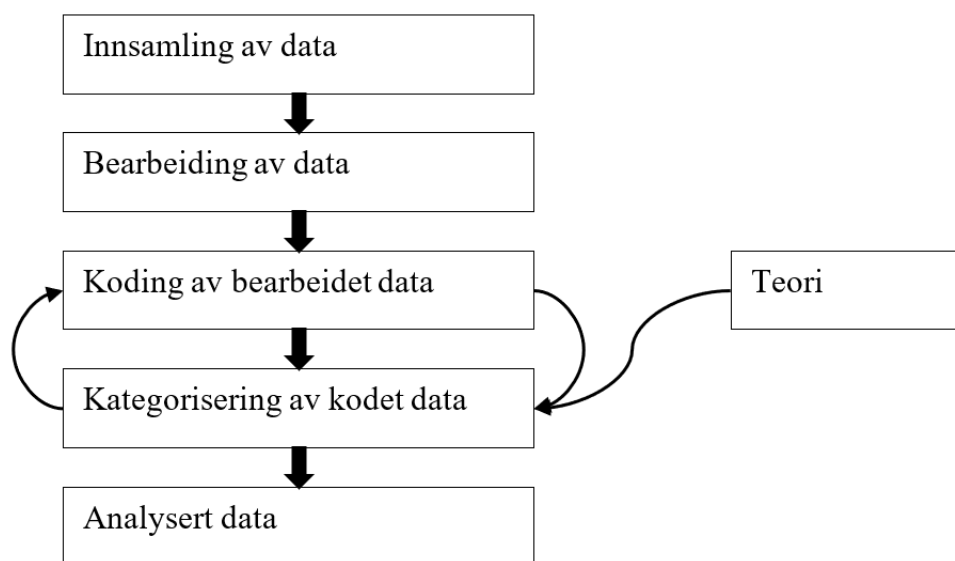 Innsamling av data
Bearbeiding av data
Koding av bearbeidet data
Teori
Kategorisering av kodet data
Analysert data